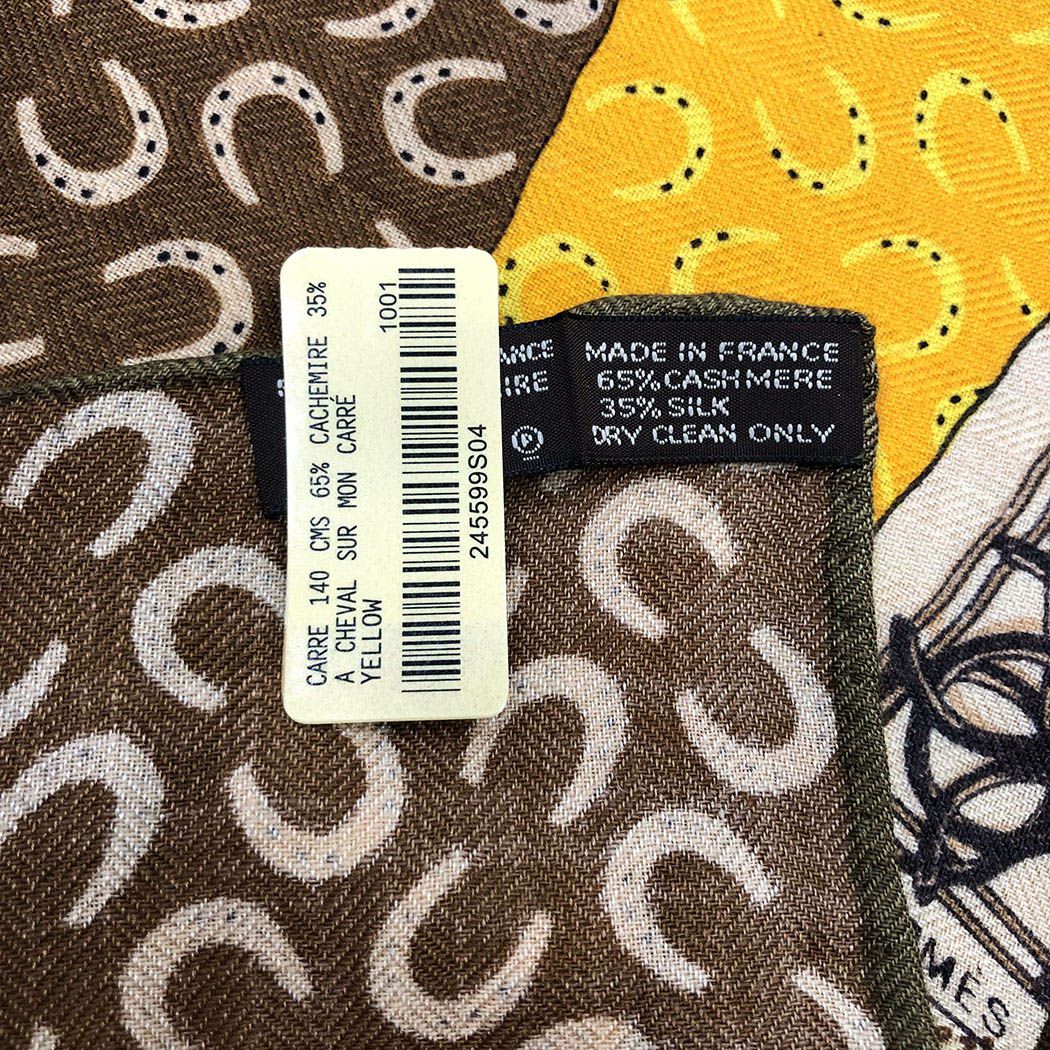 CARRE 140 CMS 65% CACHEMIRE 35%
A CHEVAL SUR MON CARRÉ
YELLOW
1001
245599S04
MADE IN FRANCE
65% CASHMERE
35% SILK
DRY CLEAN ONLY
P